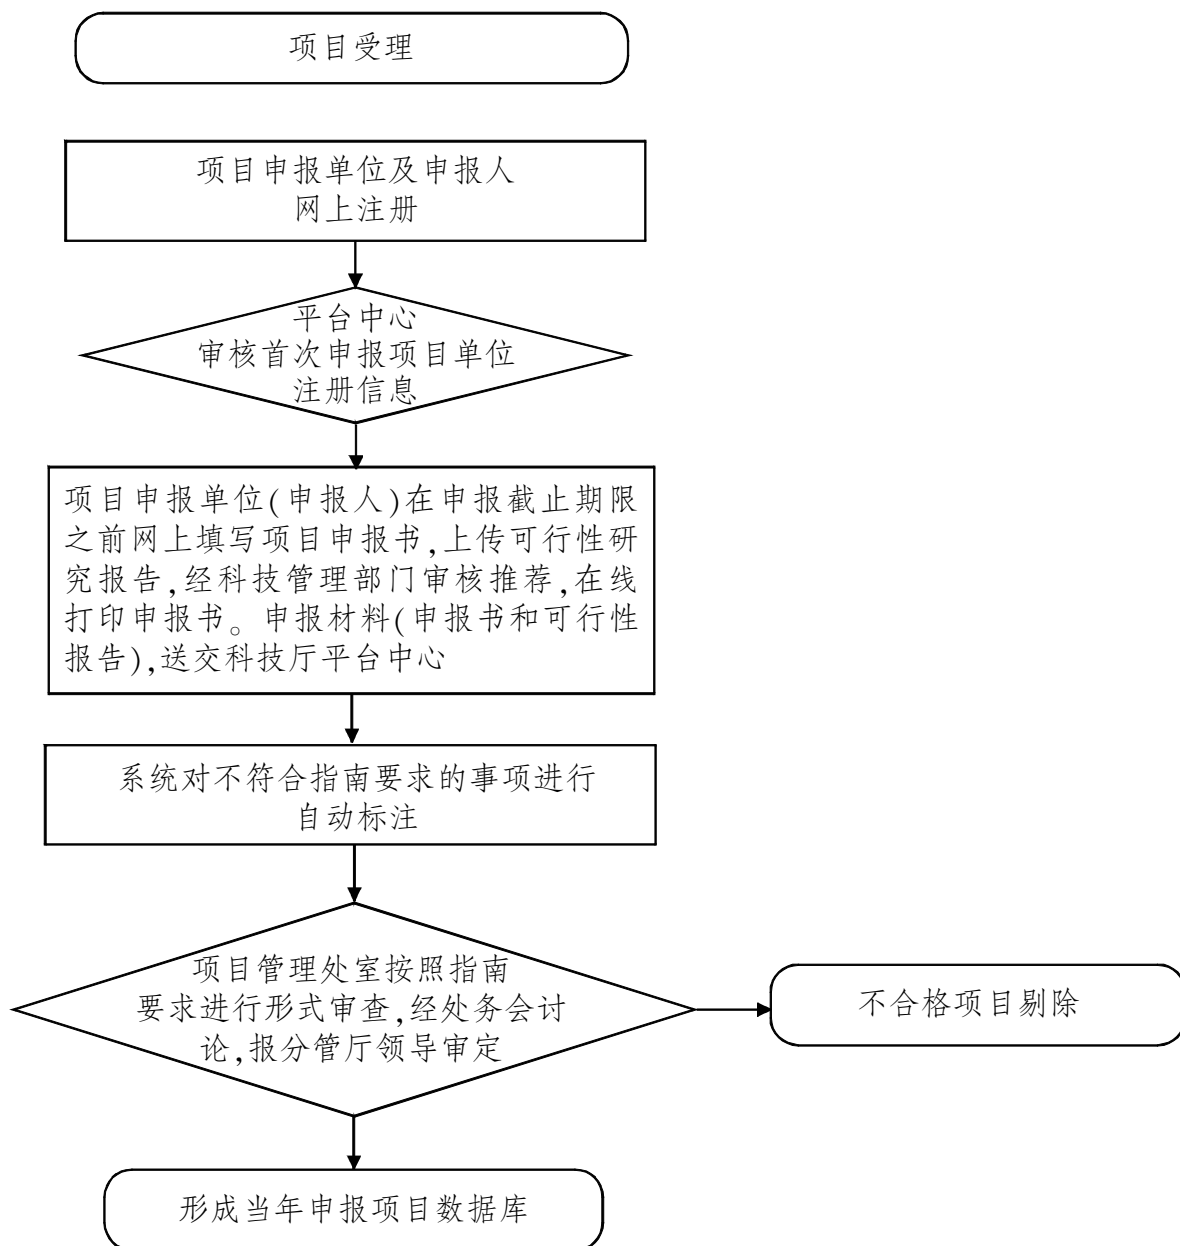 项目受理
项目申报单位及申报人
网上注册
平台中心
审核首次申报项目单位
注册信息
项目申报单位(申报人)在申报截止期限
之前网上填写项目申报书,上传可行性研
究报告,经科技管理部门审核推荐,在线
打印申报书。申报材料(申报书和可行性
报告),送交科技厅平台中心
系统对不符合指南要求的事项进行
自动标注
项目管理处室按照指南
要求进行形式审查,经处务会讨
论,报分管厅领导审定
不合格项目剔除
形成当年申报项目数据库